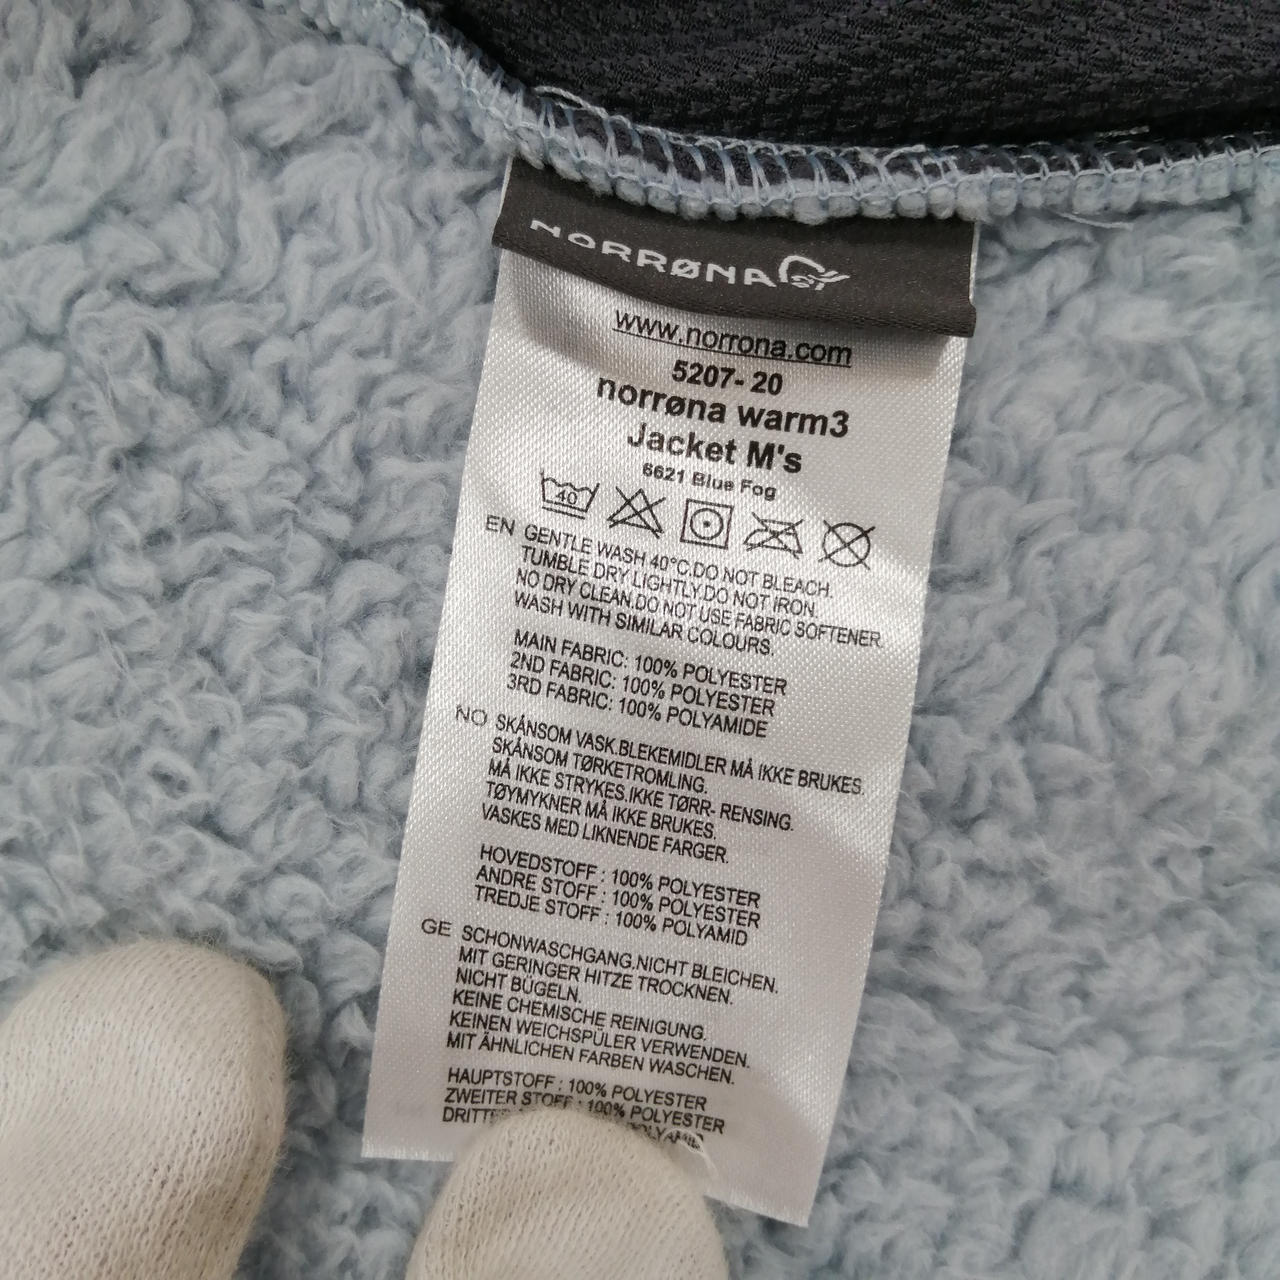 NORRØNA
www.norrona.com
5207- 20
norrøna warm3
Jacket M's
6621 Blue Fog
40
EN GENTLE WASH 40°C.DO NOT BLEACH.
TUMBLE DRY LIGHTLY.DO NOT IRON.
NO DRY CLEAN.DO NOT USE FABRIC SOFTENER.
WASH WITH SIMILAR COLOURS.
MAIN FABRIC: 100% POLYESTER
2ND FABRIC: 100% POLYESTER
3RD FABRIC: 100% POLYAMIDE
NO SKÅNSOM VASK.BLEKEMIDLER MÅ IKKE BRUKES.
SKÅNSOM TØRKETROMLING.
MÅ IKKE STRYKES.IKKE TØRR- RENSING.
TØYMYKNER MÅ IKKE BRUKES.
VASKES MED LIKNENDE FARGER.
HOVEDSTOFF : 100% POLYESTER
ANDRE STOFF : 100% POLYESTER
TREDJE STOFF : 100% POLYAMID
GE SCHONWASCHGANG.NICHT BLEICHEN.
MIT GERINGER HITZE TROCKNEN.
NICHT BÜGELN.
KEINE CHEMISCHE REINIGUNG.
KEINEN WEICHSPÜLER VERWENDEN.
MIT ÄHNLICHEN FARBEN WASCHEN.
HAUPTSTOFF : 100% POLYESTER
ZWEITER STOFF : 100% POLYESTER